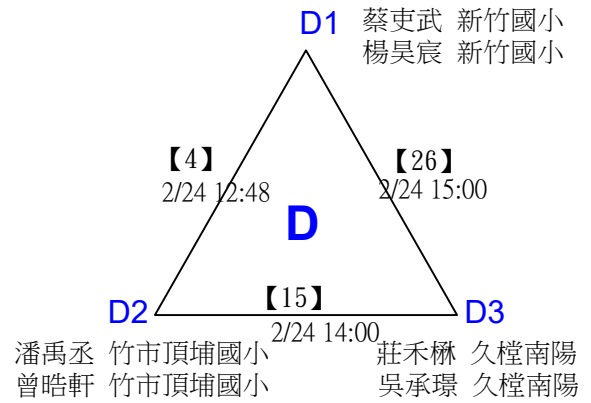 D1 蔡吏武 新竹國小
楊昊宸 新竹國小
【4】
2/24 12:48
【26】
2/24 15:00
D
【15】
2/24 14:00
D2
潘禹丞 竹市頂埔國小
曾晧軒 竹市頂埔國小
D3
莊禾楙 久樘南陽
吳承璟 久樘南陽